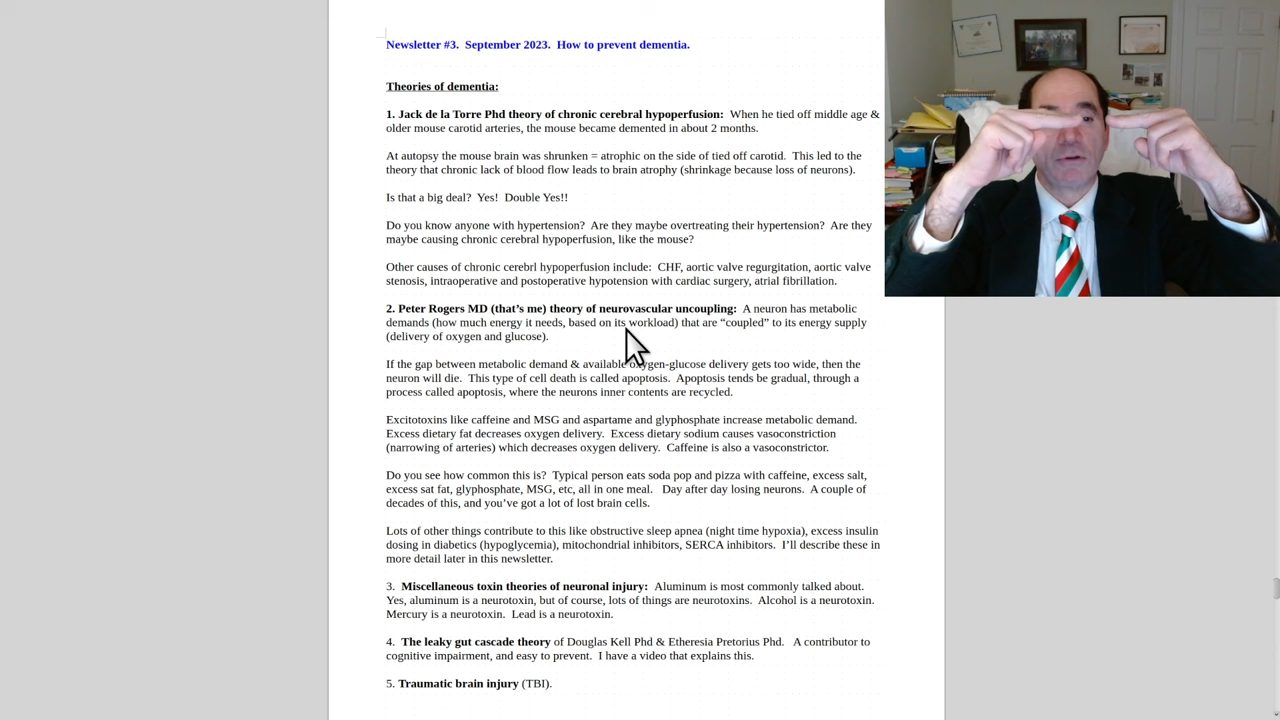 Newsletter #3.  September 2023.  How to prevent dementia.
Theories of dementia:
1. Jack de la Torre Phd theory of chronic cerebral hypoperfusion:  When he tied off middle age &
older mouse carotid arteries, the mouse became demented in about 2 months.
At autopsy the mouse brain was shrunken = atrophic on the side of tied off carotid.  This led to the
theory that chronic lack of blood flow leads to brain atrophy (shrinkage because loss of neurons).
Is that a big deal?  Yes!  Double Yes!!
Do you know anyone with hypertension?  Are they maybe overtreating their hypertension?  Are they
maybe causing chronic cerebral hypoperfusion, like the mouse?
Other causes of chronic cerebrl hypoperfusion include:  CHF, aortic valve regurgitation, aortic valve
stenosis, intraoperative and postoperative hypotension with cardiac surgery, atrial fibrillation.
2. Peter Rogers MD (that’s me) theory of neurovascular uncoupling:  A neuron has metabolic
demands (how much energy it needs, based on its workload) that are “coupled” to its energy supply
(delivery of oxygen and glucose).
If the gap between metabolic demand & available oxygen-glucose delivery gets too wide, then the
neuron will die.  This type of cell death is called apoptosis.  Apoptosis tends be gradual, through a
process called apoptosis, where the neurons inner contents are recycled.
Excitotoxins like caffeine and MSG and aspartame and glyphosphate increase metabolic demand.
Excess dietary fat decreases oxygen delivery.  Excess dietary sodium causes vasoconstriction
(narrowing of arteries) which decreases oxygen delivery.  Caffeine is also a vasoconstrictor.
Do you see how common this is?  Typical person eats soda pop and pizza with caffeine, excess salt,
excess sat fat, glyphosphate, MSG, etc, all in one meal.   Day after day losing neurons.  A couple of
decades of this, and you’ve got a lot of lost brain cells.
Lots of other things contribute to this like obstructive sleep apnea (night time hypoxia), excess insulin
dosing in diabetics (hypoglycemia), mitochondrial inhibitors, SERCA inhibitors.  I’ll describe these in
more detail later in this newsletter.
3.  Miscellaneous toxin theories of neuronal injury:  Aluminum is most commonly talked about.
Yes, aluminum is a neurotoxin, but of course, lots of things are neurotoxins.  Alcohol is a neurotoxin.
Mercury is a neurotoxin.  Lead is a neurotoxin.
4.  The leaky gut cascade theory of Douglas Kell Phd & Etheresia Pretorius Phd.   A contributor to
cognitive impairment, and easy to prevent.  I have a video that explains this.
5. Traumatic brain injury (TBI).